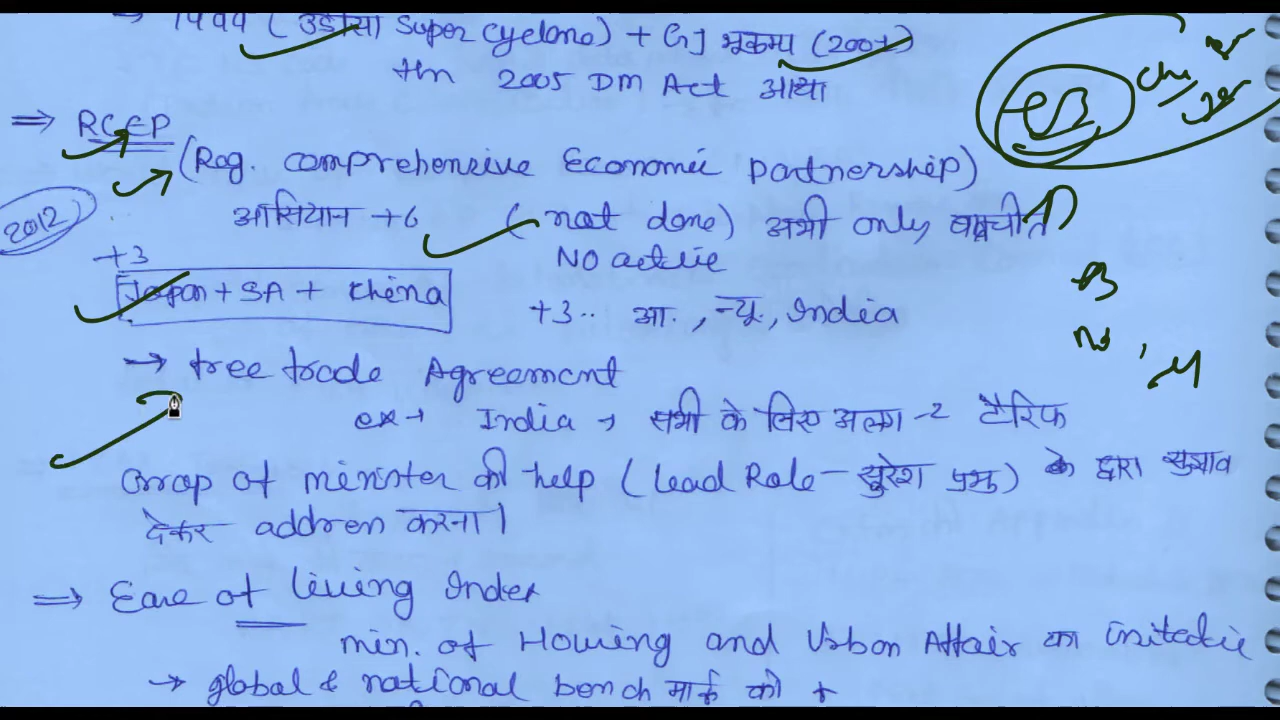 → 1999 (उडीसा Super Cyclone) + GJ भूकम्प (2001)
2005 DM Act आया
⇒ RCEP
(Reg. Comprehensive Economic Partnership)
2012
आसियान +6 (not done) अभी only बातचीत
No active
+3
Japan + SA + China
+3.. आ., न्यू., India
→ free trade Agreement
ex → India → सभी के लिए अलग-2 टैरिफ
Group of minister की help (Lead Role - सुरेश प्रभु) के द्वारा सुझाव
देकर address करना।
⇒ Ease of Living Index
min. of Housing and Urban Affair का initiative
→ global & national bench मार्क को +